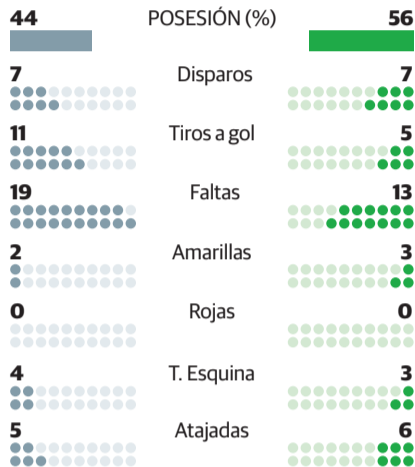 44 POSESIÓN (%) 56
7 Disparos 7
11 Tiros a gol 5
19 Faltas 13
2 Amarillas 3
0 Rojas 0
4 T. Esquina 3
5 Atajadas 6